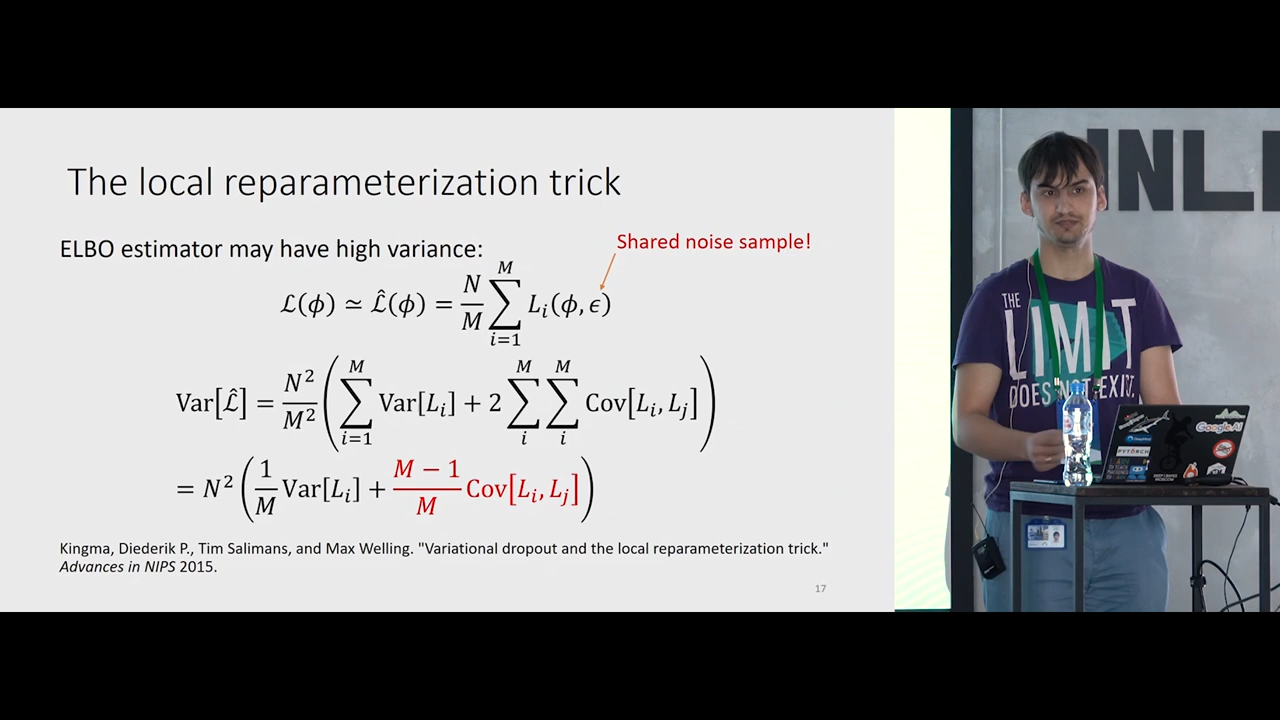 The local reparameterization trick
ELBO estimator may have high variance:
Shared noise sample!
ℒ(ϕ) ≃ ℒ̂(ϕ) = N/M ∑_{i=1}^{M} L_i(ϕ, ϵ)
Var[ℒ̂] = N²/M² (∑_{i=1}^{M} Var[L_i] + 2 ∑_{i}^{M} ∑_{i}^{M} Cov[L_i, L_j])
= N² (1/M Var[L_i] + M − 1/M Cov[L_i, L_j])
Kingma, Diederik P., Tim Salimans, and Max Welling. "Variational dropout and the local reparameterization trick."
Advances in NIPS 2015.
17
INL
THE
LIMIT
DOES NOT EXIST.
GoogleAI
PYTORCH